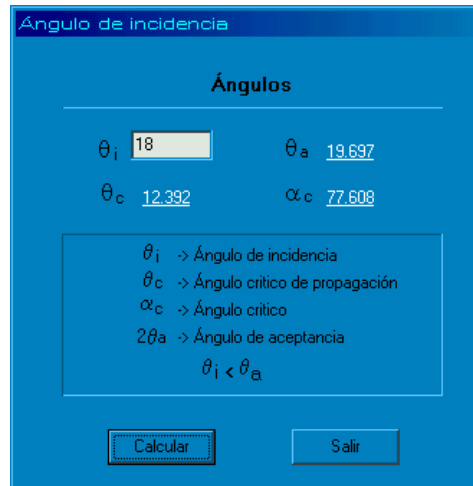 Ángulo de incidencia
Ángulos
θi 18 θa 19.697
θc 12.392 αc 77.608
θi -> Ángulo de incidencia
θc -> Ángulo critico de propagación
αc -> Ángulo critico
2θa -> Ángulo de aceptancia
θi < θa
Calcular Salir